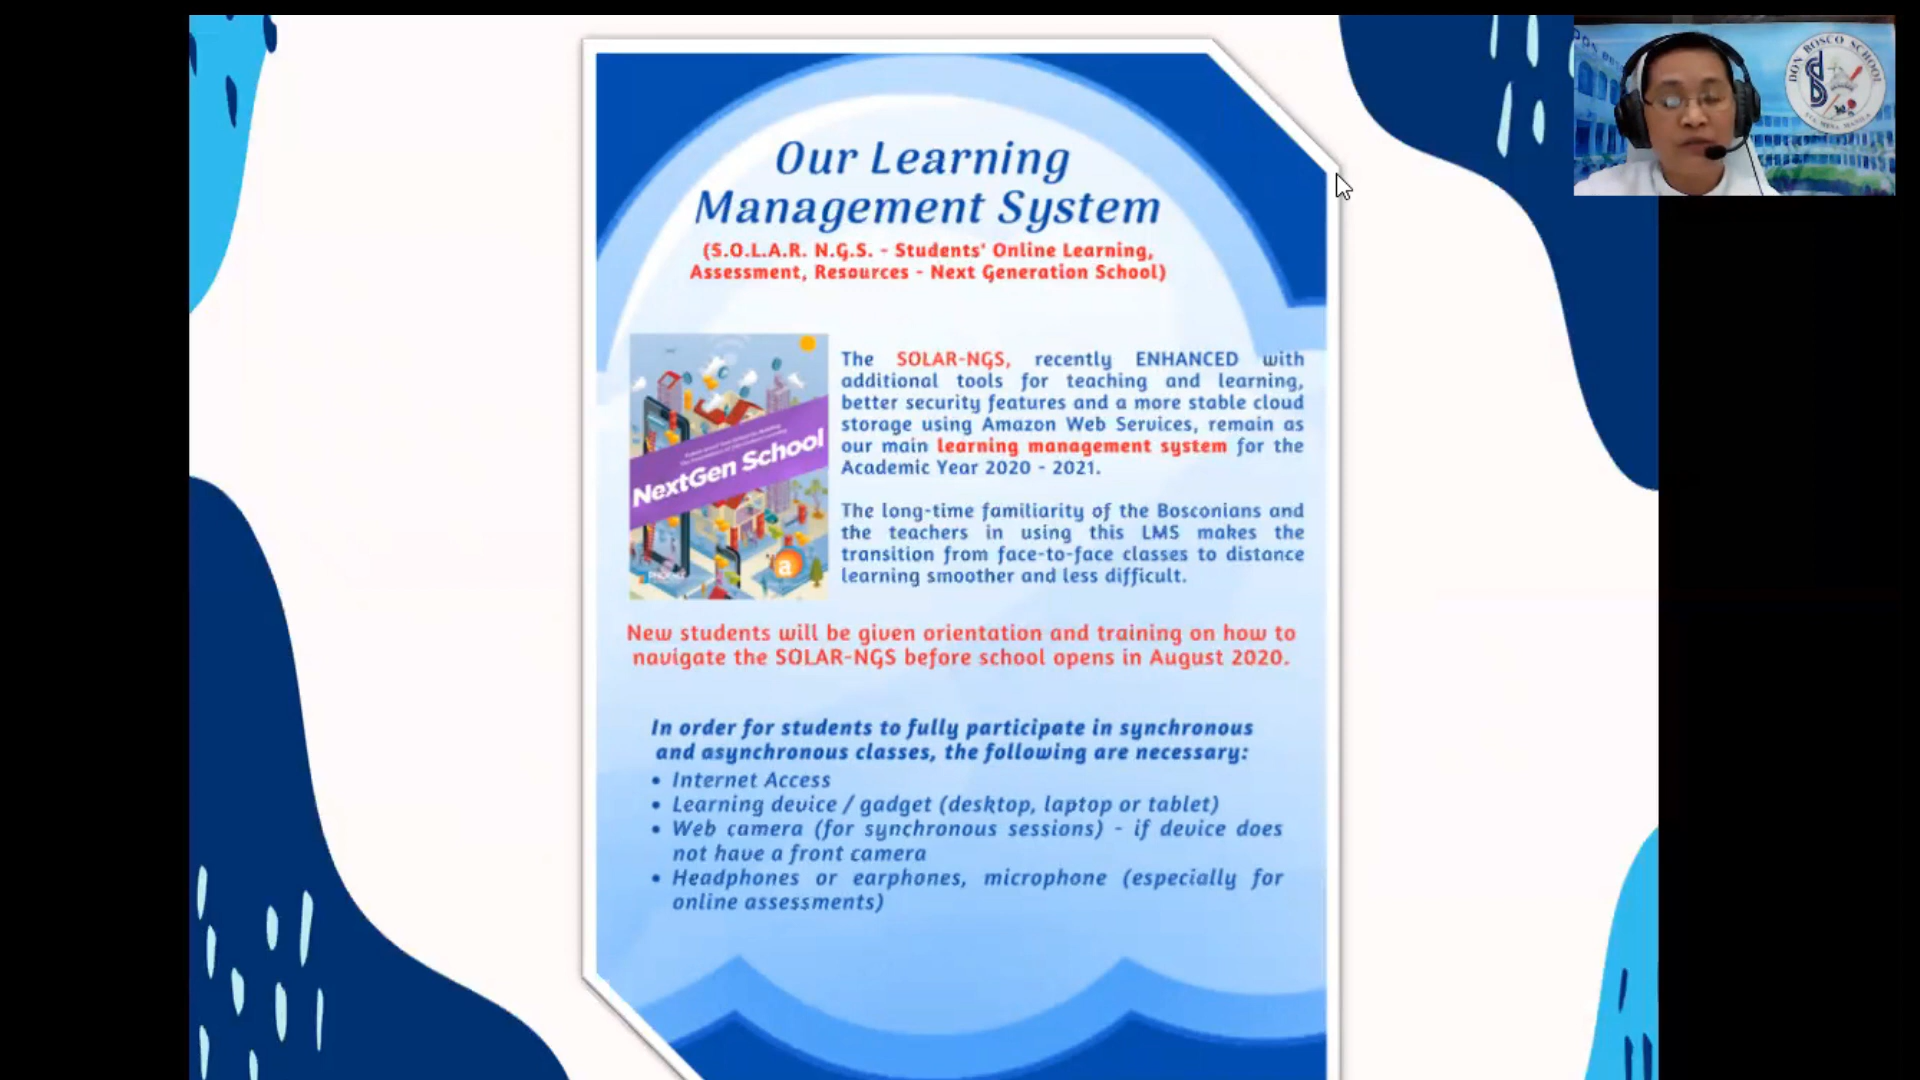 Our Learning
Management System
(S.O.L.A.R. N.G.S. - Students' Online Learning,
Assessment, Resources - Next Generation School)
NextGen School
a
The SOLAR-NGS, recently ENHANCED with
additional tools for teaching and learning,
better security features and a more stable cloud
storage using Amazon Web Services, remain as
our main learning management system for the
Academic Year 2020 - 2021.
The long-time familiarity of the Bosconians and
the teachers in using this LMS makes the
transition from face-to-face classes to distance
learning smoother and less difficult.
New students will be given orientation and training on how to
navigate the SOLAR-NGS before school opens in August 2020.
In order for students to fully participate in synchronous
and asynchronous classes, the following are necessary:
• Internet Access
• Learning device / gadget (desktop, laptop or tablet)
• Web camera (for synchronous sessions) - if device does
not have a front camera
• Headphones or earphones, microphone (especially for
online assessments)
DON BOSCO SCHOOL
STA. MESA, MANILA